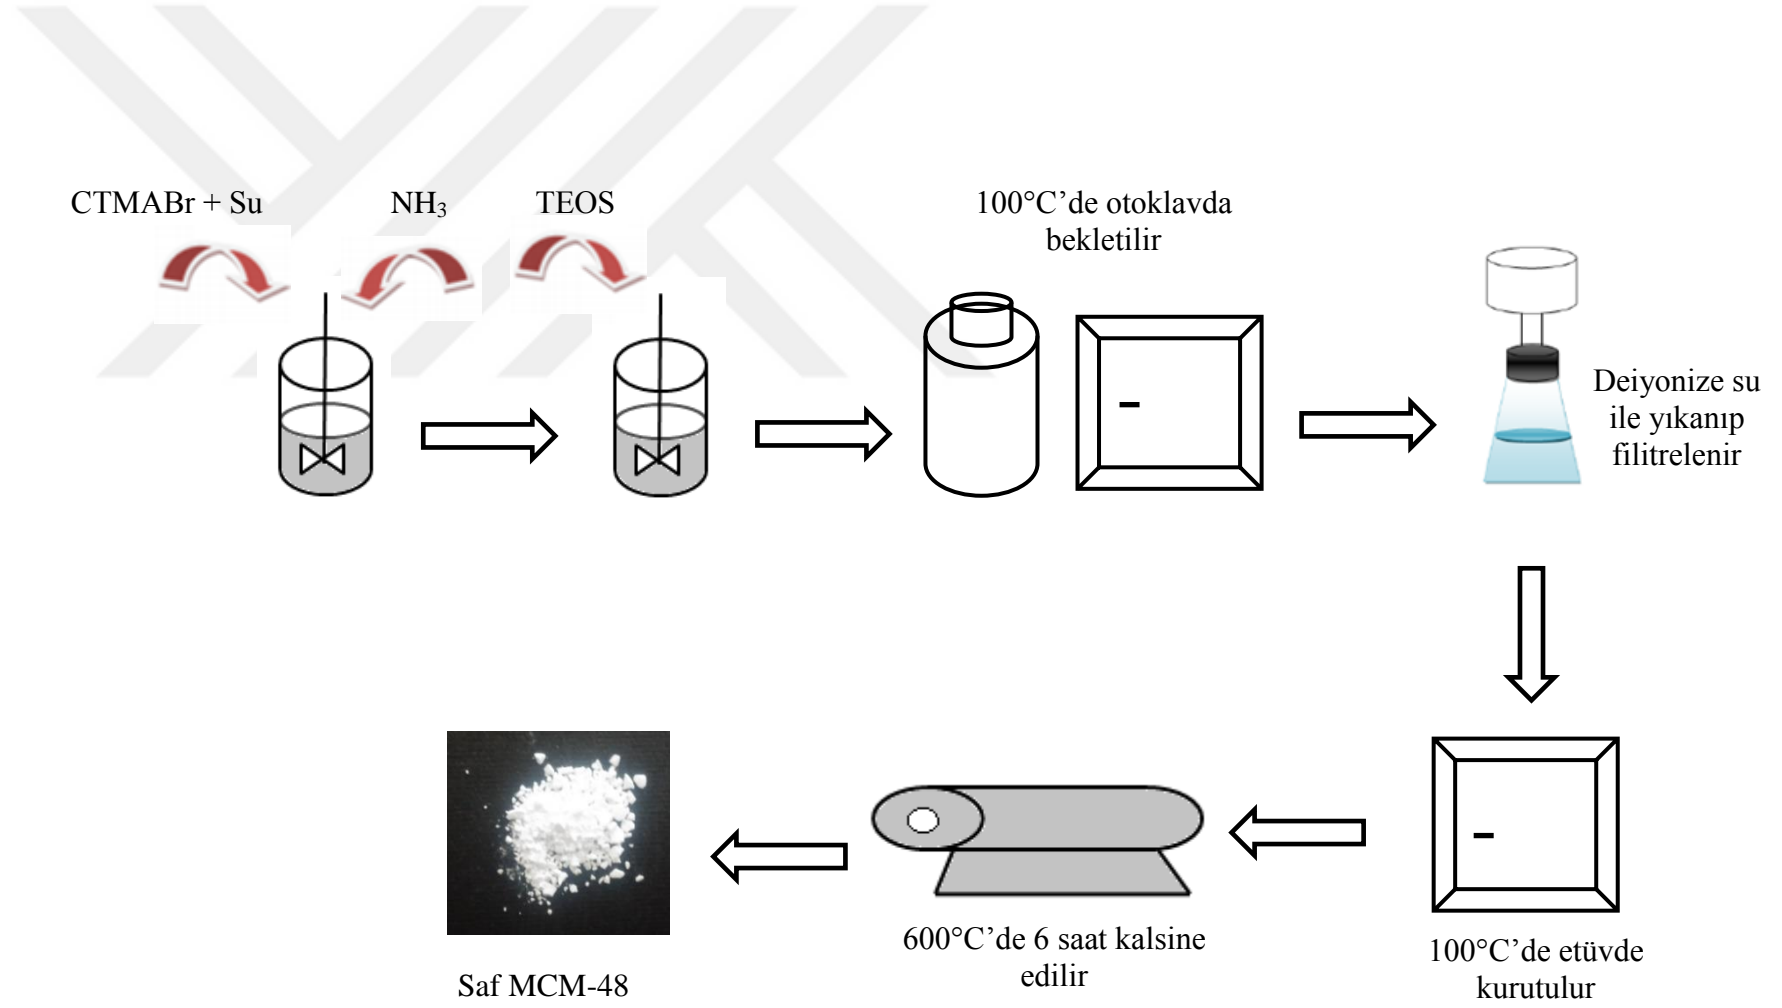 CTMABr + Su
NH₃
TEOS
100°C’de otoklavda
bekletilir
Deiyonize su
ile yıkanıp
filitrelenir
100°C’de etüvde
kurutulur
600°C’de 6 saat kalsine
edilir
Saf MCM-48